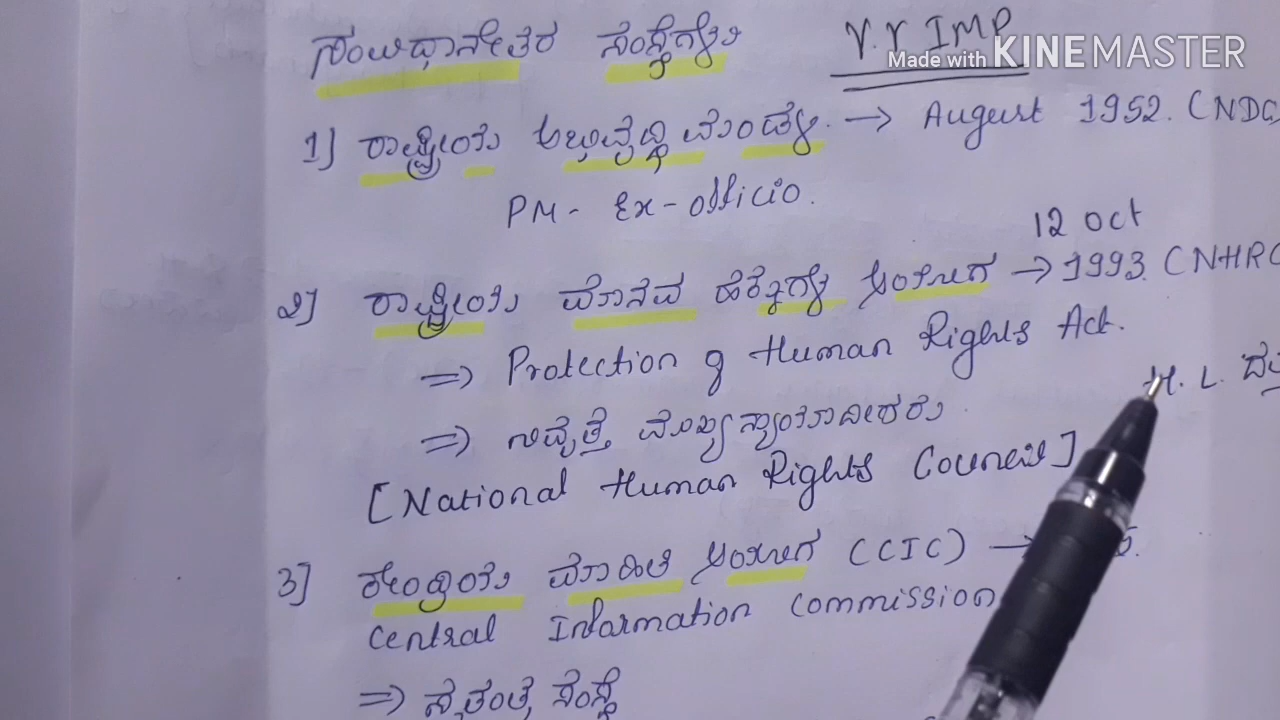 ಸಂವಿಧಾನೇತರ ಸಂಸ್ಥೆಗಳು V.V IMP
Made with KINEMASTER
1] ರಾಷ್ಟ್ರೀಯ ಅಭಿವೃದ್ಧಿ ಮಂಡಳಿ. → August 1952. (NDC)
PM - Ex-officio.
12 Oct
2] ರಾಷ್ಟ್ರೀಯ ಮಾನವ ಹಕ್ಕುಗಳ ಆಯೋಗ → 1993. (NHRC
⇒ Protection of Human Rights Act.
H. L.
⇒ ನಿವೃತ್ತ ಮುಖ್ಯ ನ್ಯಾಯಾದೀಶರು
[National Human Rights Council]
3] ಕೇಂದ್ರಿಯ ಮಾಹಿತಿ ಆಯೋಗ (CCIC) →
Central Information Commission
⇒ ಸ್ವತಂತ್ರ ಸಂಸ್ಥೆ